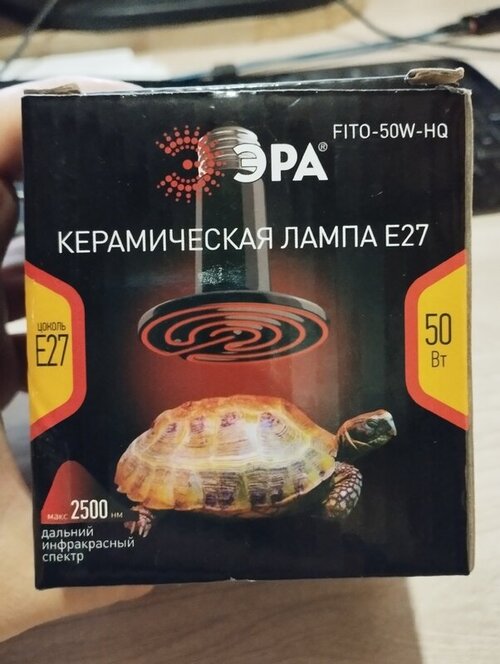 FITO-50W-HQ
ЭРА®
КЕРАМИЧЕСКАЯ ЛАМПА E27
цоколь
E27
50
Вт
макс 2500 нм
дальний
инфракрасный
спектр